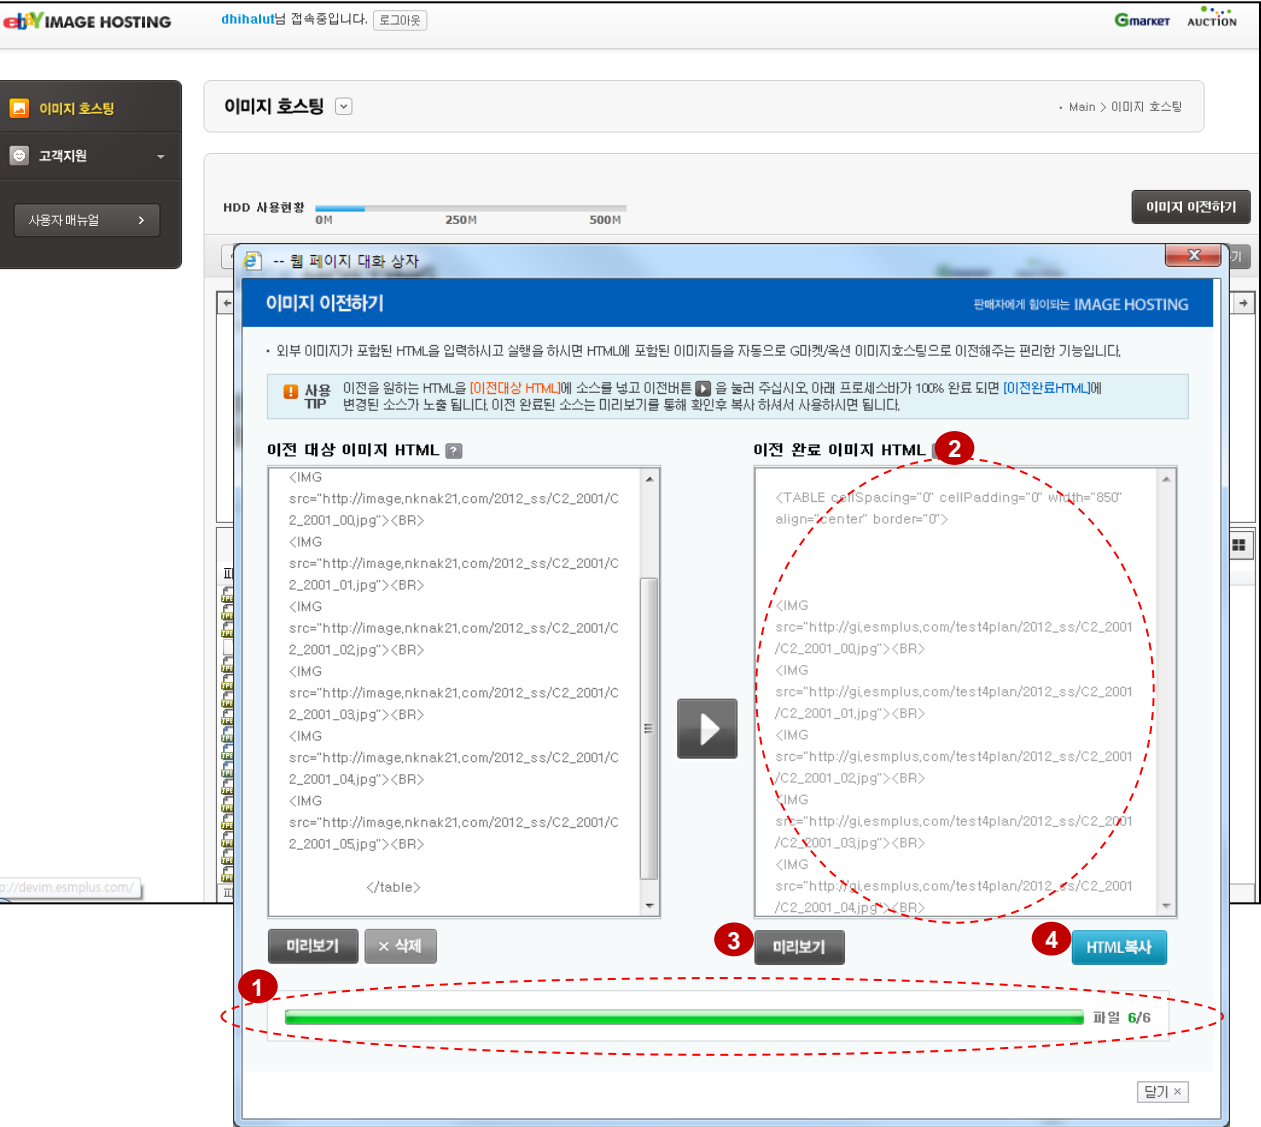 ebaY IMAGE HOSTING
dhihalut님 접속중입니다.
로그아웃
Gmarket
AUCTION
이미지 호스팅
고객지원
사용자 매뉴얼
이미지 호스팅
· Main > 이미지 호스팅
HDD 사용현황
0M
250M
500M
이미지 이전하기
-- 웹 페이지 대화 상자
이미지 이전하기
판매자에게 힘이되는 IMAGE HOSTING
· 외부 이미지가 포함된 HTML을 입력하시고 실행을 하시면 HTML에 포함된 이미지들을 자동으로 G마켓/옥션 이미지호스팅으로 이전해주는 편리한 기능입니다.
사용 TIP
이전을 원하는 HTML을 [이전대상 HTML]에 소스를 넣고 이전버튼 을 눌러 주십시오. 아래 프로세스바가 100% 완료 되면 [이전완료HTML]에
변경된 소스가 노출 됩니다. 이전 완료된 소스는 미리보기를 통해 확인후 복사 하셔서 사용하시면 됩니다.
이전 대상 이미지 HTML ?
<IMG
src="http://image.nknak21.com/2012_ss/C2_2001/C
2_2001_00.jpg"><BR>
<IMG
src="http://image.nknak21.com/2012_ss/C2_2001/C
2_2001_01.jpg"><BR>
<IMG
src="http://image.nknak21.com/2012_ss/C2_2001/C
2_2001_02.jpg"><BR>
<IMG
src="http://image.nknak21.com/2012_ss/C2_2001/C
2_2001_03.jpg"><BR>
<IMG
src="http://image.nknak21.com/2012_ss/C2_2001/C
2_2001_04.jpg"><BR>
<IMG
src="http://image.nknak21.com/2012_ss/C2_2001/C
2_2001_05.jpg"><BR>
</table>
이전 완료 이미지 HTML
2
<TABLE cellSpacing="0" cellPadding="0" width="850"
align="center" border="0">
<IMG
src="http://gi.esmplus.com/test4plan/2012_ss/C2_2001
/C2_2001_00.jpg"><BR>
<IMG
src="http://gi.esmplus.com/test4plan/2012_ss/C2_2001
/C2_2001_01.jpg"><BR>
<IMG
src="http://gi.esmplus.com/test4plan/2012_ss/C2_2001
/C2_2001_02.jpg"><BR>
<IMG
src="http://gi.esmplus.com/test4plan/2012_ss/C2_2001
/C2_2001_03.jpg"><BR>
<IMG
src="http://gi.esmplus.com/test4plan/2012_ss/C2_2001
/C2_2001_04.jpg"><BR>
미리보기
× 삭제
3
미리보기
4
HTML복사
1
파일 6/6
닫기 ×
p://devim.esmplus.com/